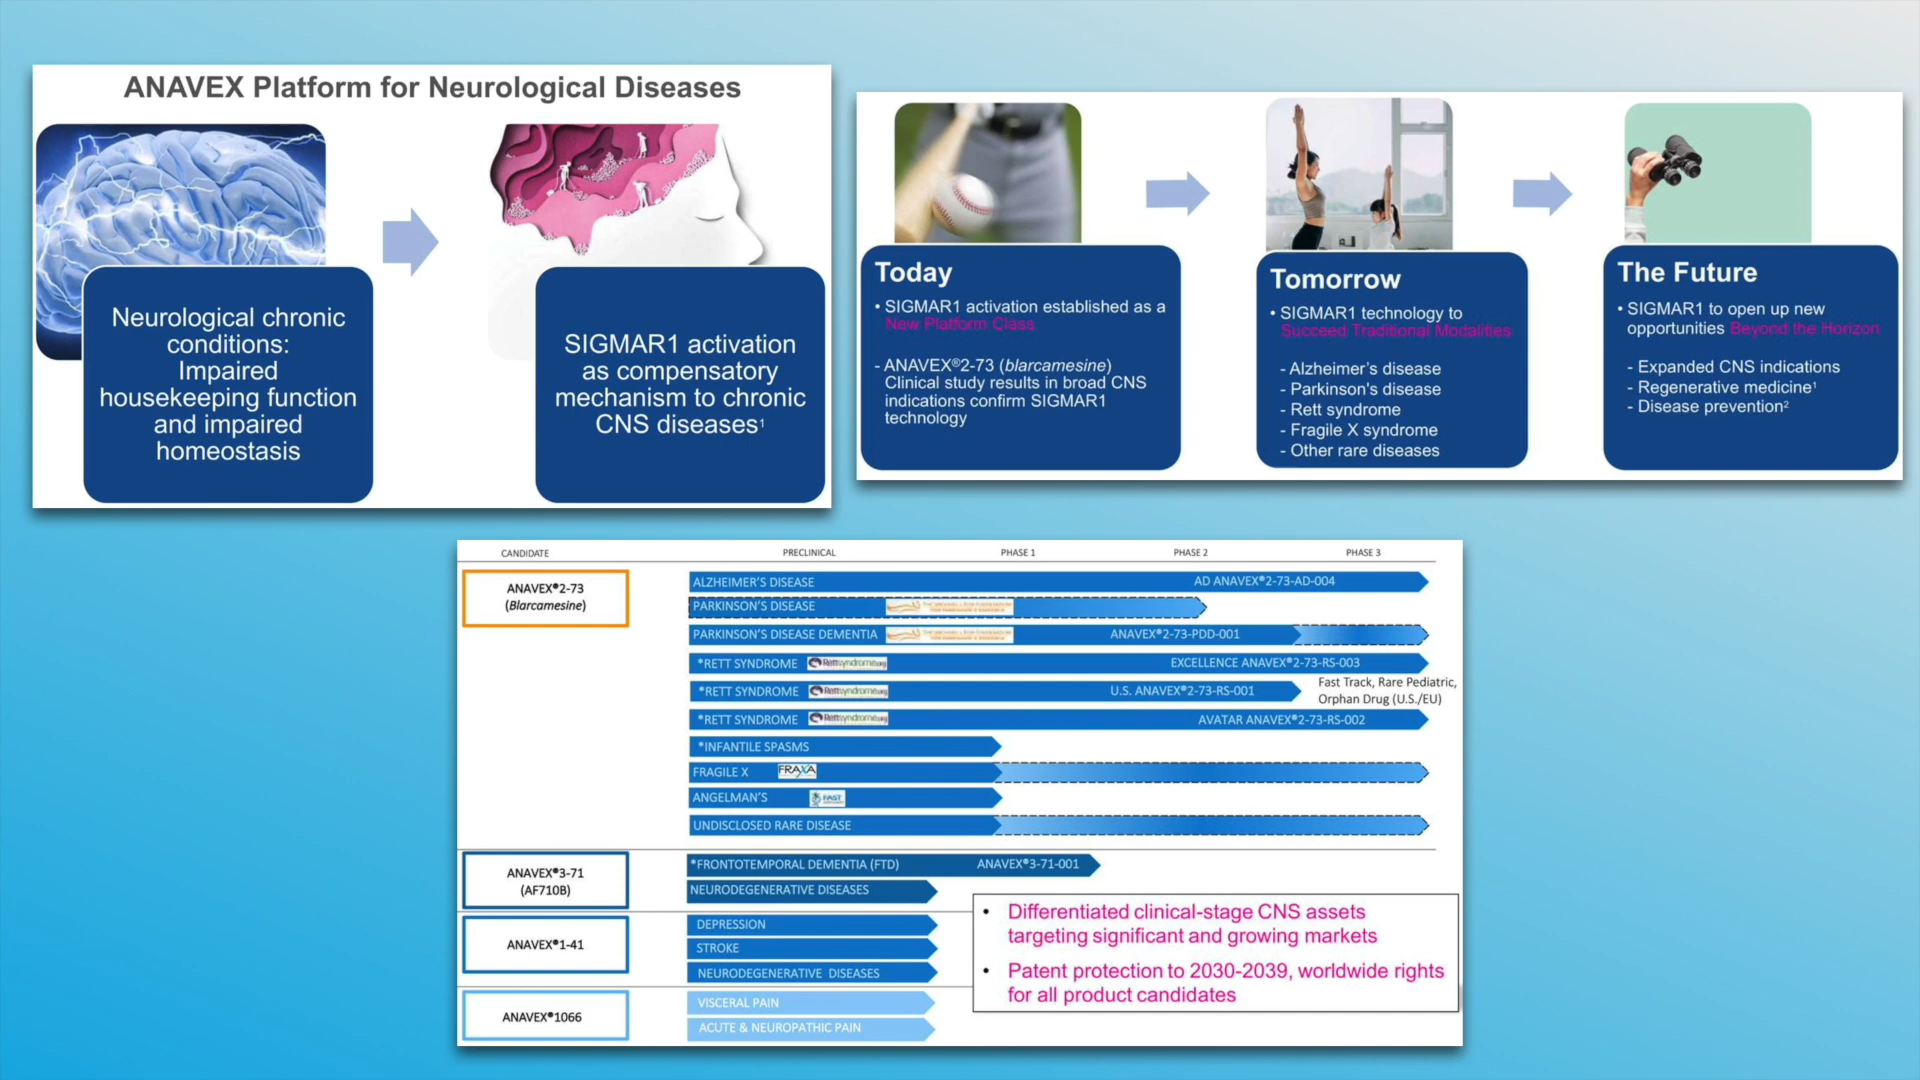 ANAVEX Platform for Neurological Diseases
Neurological chronic
conditions:
Impaired
housekeeping function
and impaired
homeostasis
SIGMAR1 activation
as compensatory
mechanism to chronic
CNS diseases¹
Today
• SIGMAR1 activation established as a
New Platform Class
- ANAVEX®2-73 (blarcamesine)
Clinical study results in broad CNS
indications confirm SIGMAR1
technology
Tomorrow
• SIGMAR1 technology to
Succeed Traditional Modalities
- Alzheimer's disease
- Parkinson's disease
- Rett syndrome
- Fragile X syndrome
- Other rare diseases
The Future
• SIGMAR1 to open up new
opportunities Beyond the Horizon
- Expanded CNS indications
- Regenerative medicine¹
- Disease prevention²
CANDIDATE PRECLINICAL PHASE 1 PHASE 2 PHASE 3
ANAVEX®2-73
(Blarcamesine)
ALZHEIMER'S DISEASE AD ANAVEX®2-73-AD-004
PARKINSON'S DISEASE
PARKINSON'S DISEASE DEMENTIA ANAVEX®2-73-PDD-001
*RETT SYNDROME Rettsyndrome.org EXCELLENCE ANAVEX®2-73-RS-003
*RETT SYNDROME Rettsyndrome.org U.S. ANAVEX®2-73-RS-001
Fast Track, Rare Pediatric,
Orphan Drug (U.S./EU)
*RETT SYNDROME Rettsyndrome.org AVATAR ANAVEX®2-73-RS-002
*INFANTILE SPASMS
FRAGILE X FRAXA
ANGELMAN'S FAST
UNDISCLOSED RARE DISEASE
ANAVEX®3-71
(AF710B)
*FRONTOTEMPORAL DEMENTIA (FTD) ANAVEX®3-71-001
NEURODEGENERATIVE DISEASES
ANAVEX®1-41
DEPRESSION
STROKE
NEURODEGENERATIVE DISEASES
ANAVEX®1066
VISCERAL PAIN
ACUTE & NEUROPATHIC PAIN
• Differentiated clinical-stage CNS assets
targeting significant and growing markets
• Patent protection to 2030-2039, worldwide rights
for all product candidates